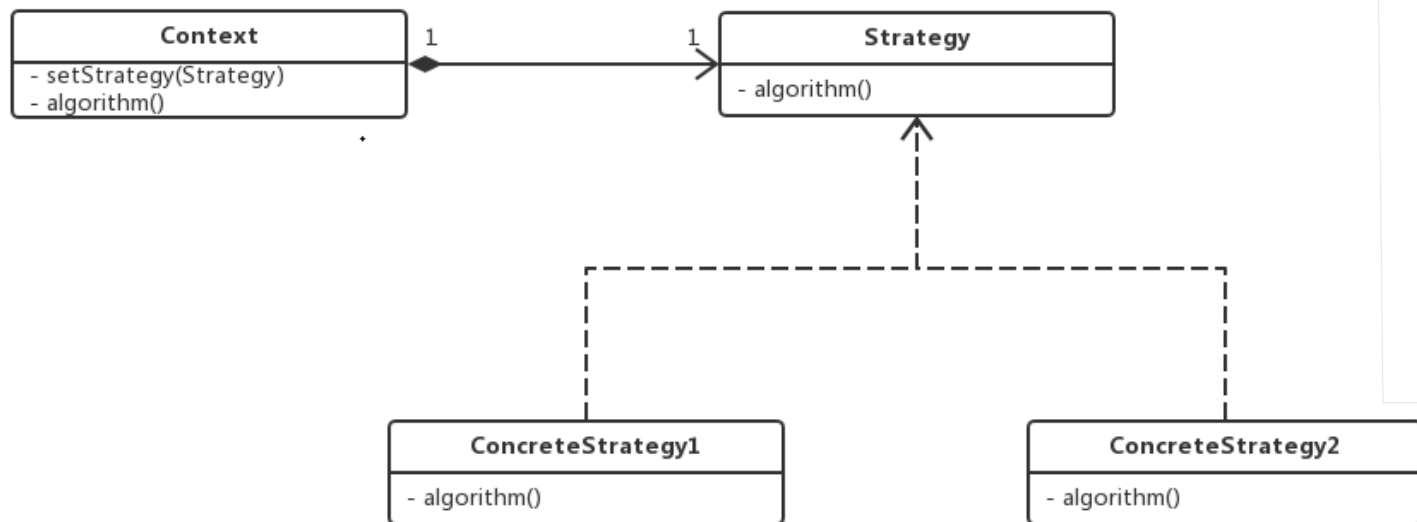 Context
- setStrategy(Strategy)
- algorithm()
1
1
Strategy
- algorithm()
ConcreteStrategy1
- algorithm()
ConcreteStrategy2
- algorithm()